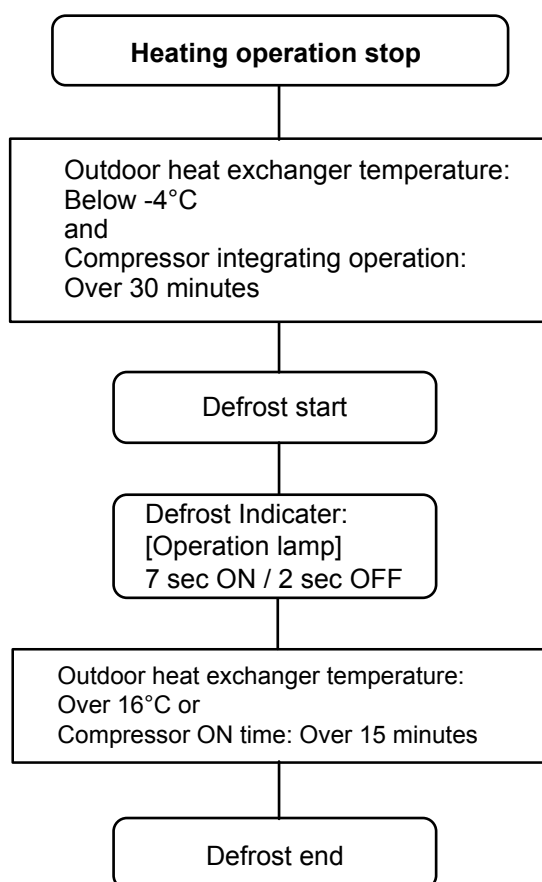 Heating operation stop
Outdoor heat exchanger temperature:
Below -4°C
and
Compressor integrating operation:
Over 30 minutes
Defrost start
Defrost Indicater:
[Operation lamp]
7 sec ON / 2 sec OFF
Outdoor heat exchanger temperature:
Over 16°C or
Compressor ON time: Over 15 minutes
Defrost end